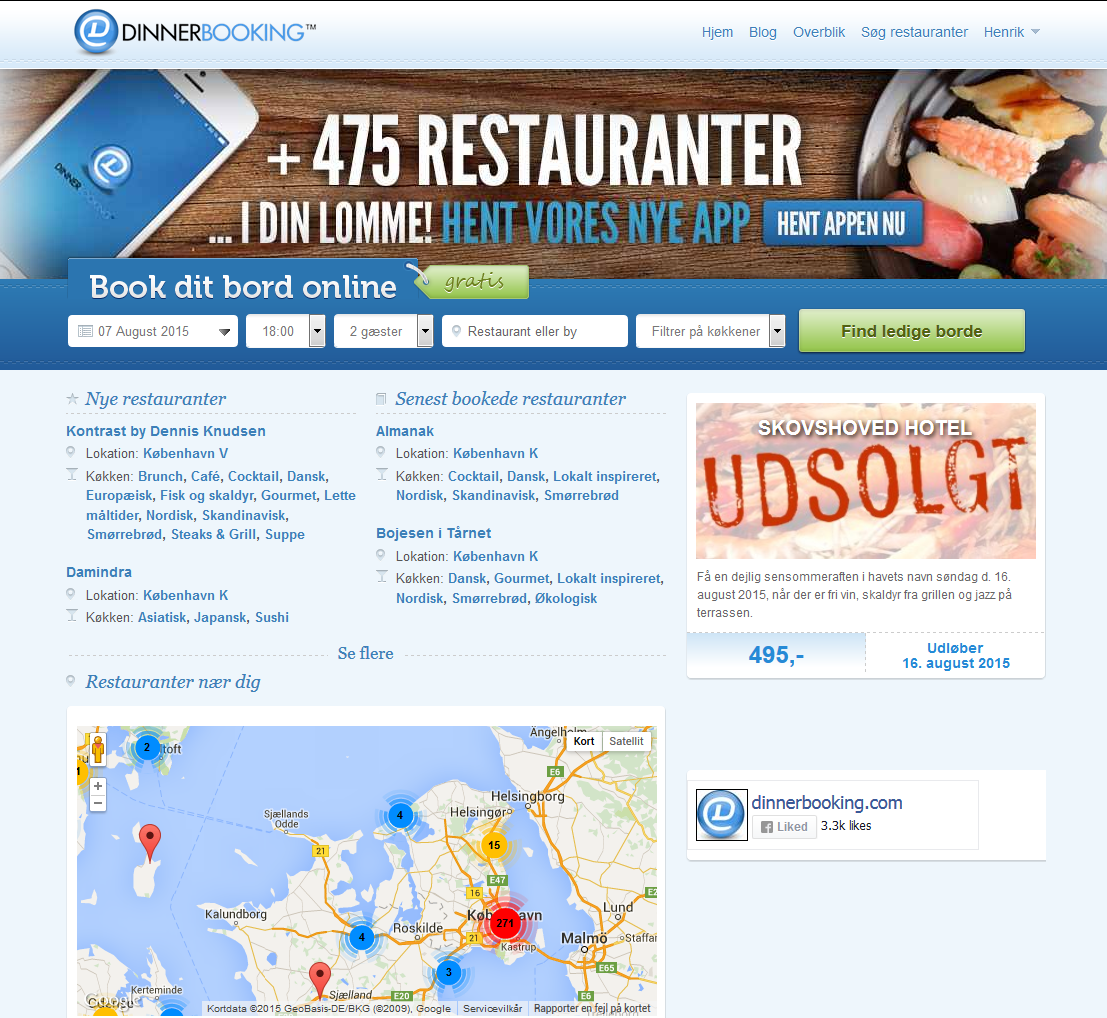 DINNERBOOKING™
Hjem Blog Overblik Søg restauranter Henrik
DINNER BOOKING
+ 475 RESTAURANTER
... I DIN LOMME! HENT VORES NYE APP HENT APPEN NU
Book dit bord online gratis
07 August 2015 18:00 2 gæster Restaurant eller by Filtrer på køkkener Find ledige borde
Nye restauranter
Kontrast by Dennis Knudsen
Lokation: København V
Køkken: Brunch, Café, Cocktail, Dansk,
Europæisk, Fisk og skaldyr, Gourmet, Lette
måltider, Nordisk, Skandinavisk,
Smørrebrød, Steaks & Grill, Suppe
Damindra
Lokation: København K
Køkken: Asiatisk, Japansk, Sushi
Senest bookede restauranter
Almanak
Lokation: København K
Køkken: Cocktail, Dansk, Lokalt inspireret,
Nordisk, Skandinavisk, Smørrebrød
Bojesen i Tårnet
Lokation: København K
Køkken: Dansk, Gourmet, Lokalt inspireret,
Nordisk, Smørrebrød, Økologisk
Se flere
SKOVSHOVED HOTEL
UDSOLGT
Få en dejlig sensommeraften i havets navn søndag d. 16.
august 2015, når der er fri vin, skaldyr fra grillen og jazz på
terrassen.
495,-
Udløber
16. august 2015
Restauranter nær dig
Kort Satellit
2
E6
Helsingborg
Helsingør
Sjællands
Odde
4
15
21
E47
16
E2
Kalundborg
271
Lund
Roskilde
4
21
Kastrup
Malmö
Staffan
3
E65
Kerteminde
Sjælland
E20
E6
Odense
Kortdata ©2015 GeoBasis-DE/BKG (©2009), Google Servicevilkår Rapporter en fejl på kortet
dinnerbooking.com
Liked 3.3k likes